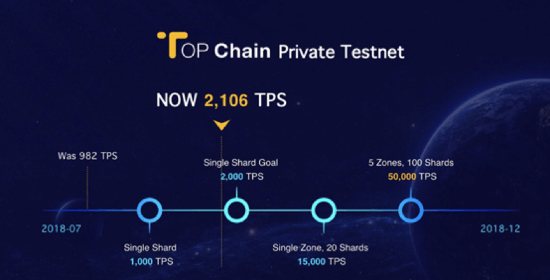 TOP Chain Private Testnet
NOW 2,106 TPS
Was 982 TPS
Single Shard Goal
2,000 TPS
5 Zones, 100 Shards
50,000 TPS
2018-07
2018-12
Single Shard
1,000 TPS
Single Zone, 20 Shards
15,000 TPS